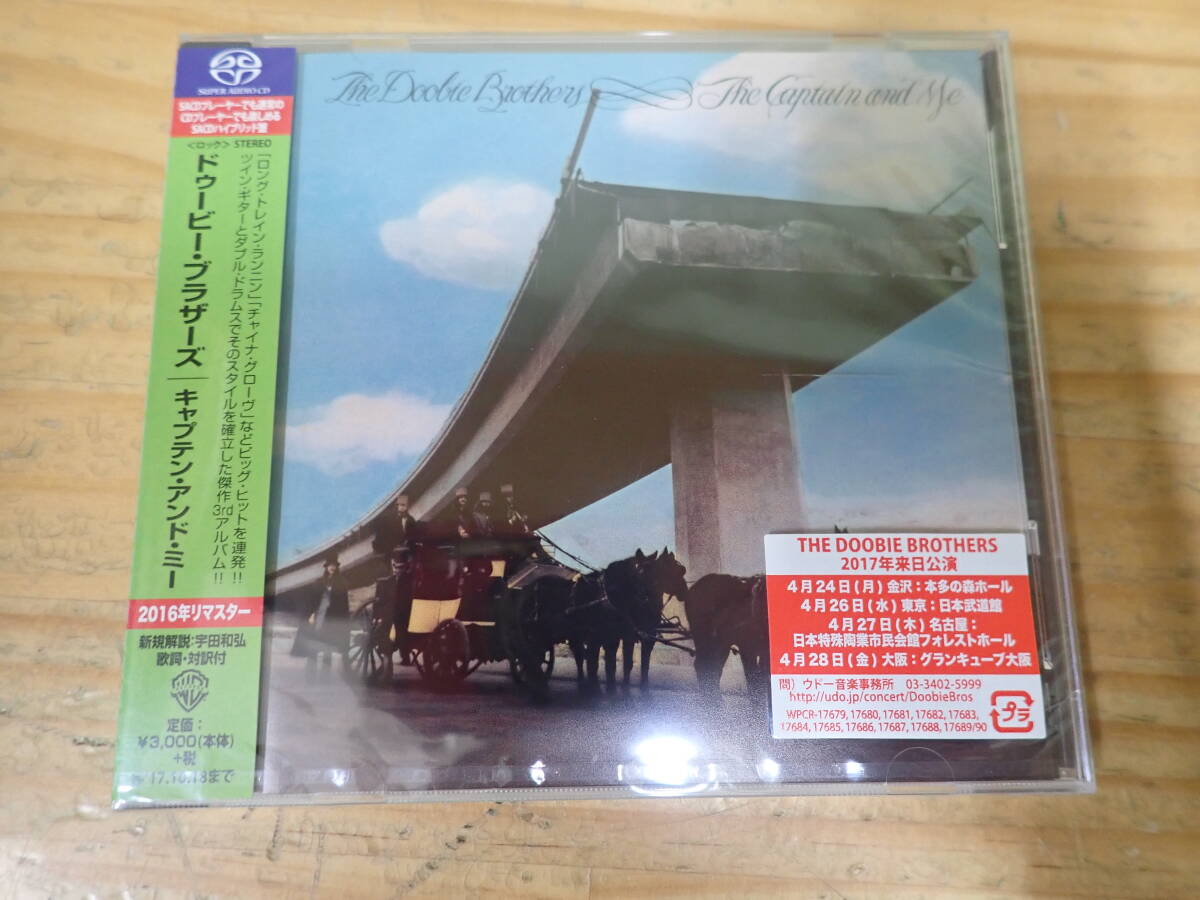 The Doobie Brothers The Captain and Me
SUPER AUDIO CD
SACDプレーヤーでも通常の
CDプレーヤーでも楽しめる
SACDハイブリッド盤
<ロック> STEREO
「ロング・トレイン・ランニン」「チャイナ・グローヴ」などビッグ・ヒットを連発!!
ツイン・ギターとダブル・ドラムスでそのスタイルを確立した傑作3rdアルバム!!
ドゥービー・ブラザーズ│キャプテン・アンド・ミー
2016年リマスター
新規解説:宇田和弘
歌詞・対訳付
定価:
¥3,000(本体)
+税
'17.10.18まで
THE DOOBIE BROTHERS
2017年来日公演
4月24日(月) 金沢:本多の森ホール
4月26日(水) 東京:日本武道館
4月27日(木) 名古屋:
日本特殊陶業市民会館フォレストホール
4月28日(金) 大阪:グランキューブ大阪
問) ウドー音楽事務所 03-3402-5999
http://udo.jp/concert/DoobieBros
WPCR-17679, 17680, 17681, 17682, 17683,
17684, 17685, 17686, 17687, 17688, 17689/90
プラ